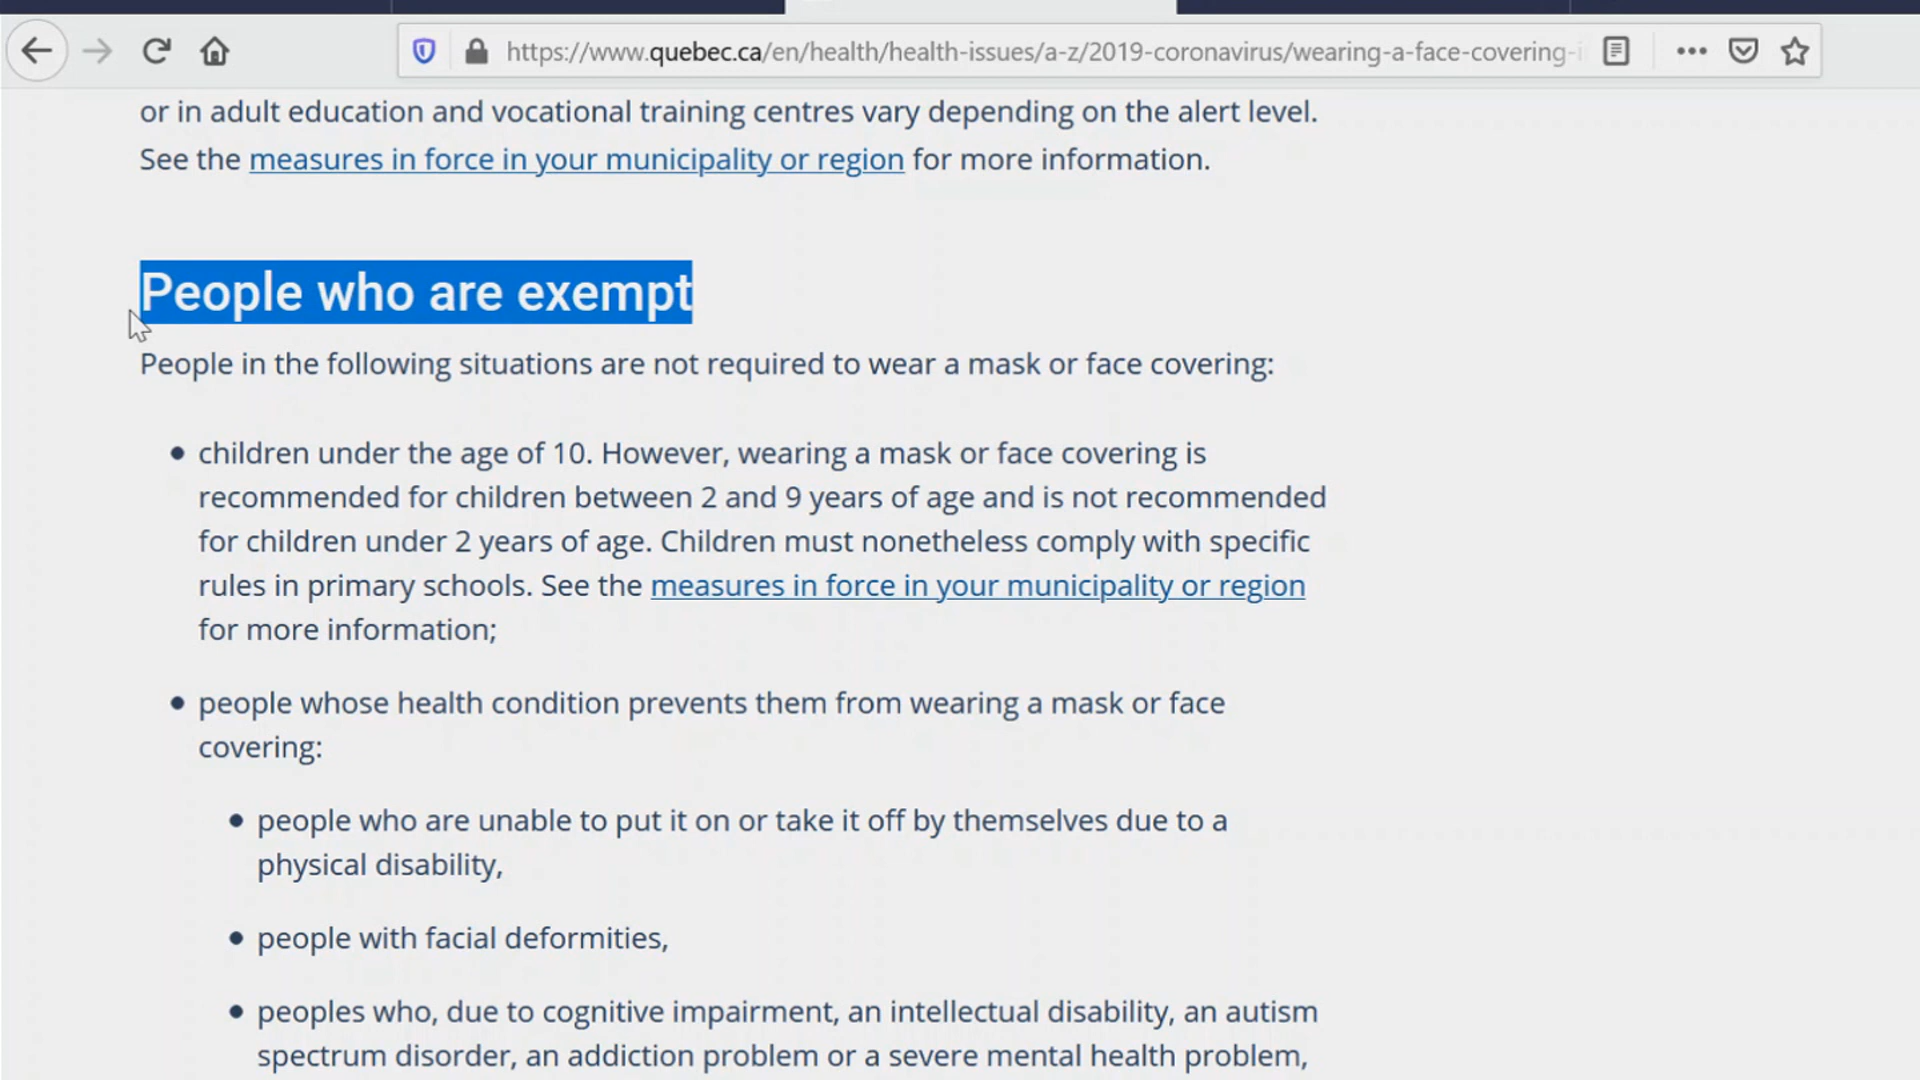 https://www.quebec.ca/en/health/health-issues/a-z/2019-coronavirus/wearing-a-face-covering-i
or in adult education and vocational training centres vary depending on the alert level.
See the measures in force in your municipality or region for more information.
People who are exempt
People in the following situations are not required to wear a mask or face covering:
• children under the age of 10. However, wearing a mask or face covering is
recommended for children between 2 and 9 years of age and is not recommended
for children under 2 years of age. Children must nonetheless comply with specific
rules in primary schools. See the measures in force in your municipality or region
for more information;
• people whose health condition prevents them from wearing a mask or face
covering:
• people who are unable to put it on or take it off by themselves due to a
physical disability,
• people with facial deformities,
• peoples who, due to cognitive impairment, an intellectual disability, an autism
spectrum disorder, an addiction problem or a severe mental health problem,